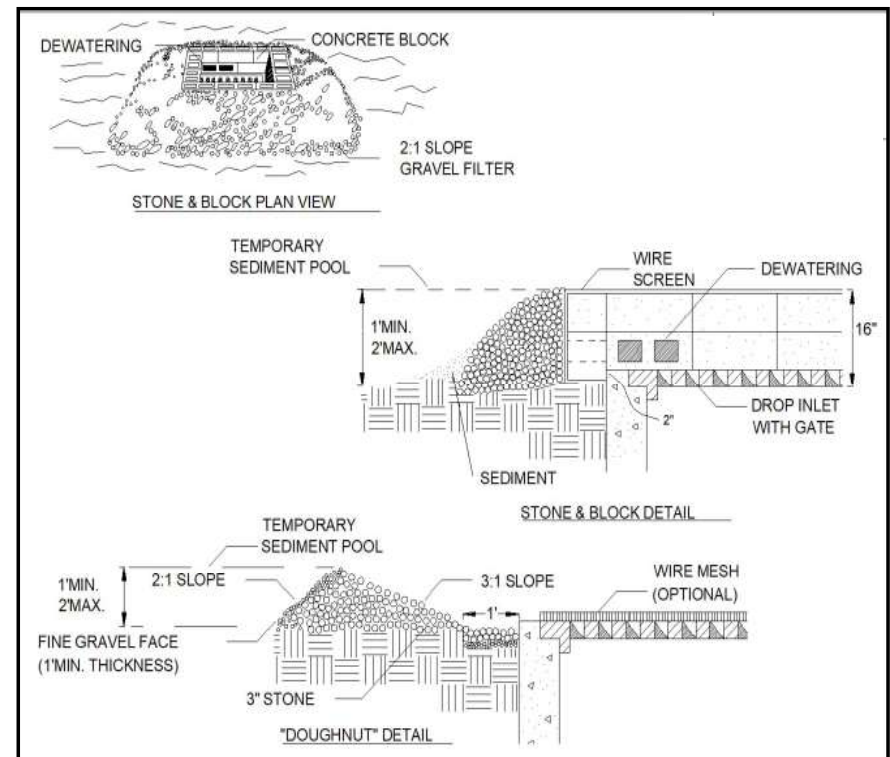 DEWATERING
CONCRETE BLOCK
2:1 SLOPE
GRAVEL FILTER
STONE & BLOCK PLAN VIEW
TEMPORARY
SEDIMENT POOL
WIRE
SCREEN
DEWATERING
1'MIN.
2'MAX.
16"
DROP INLET
WITH GATE
2"
SEDIMENT
STONE & BLOCK DETAIL
TEMPORARY
SEDIMENT POOL
1'MIN.
2'MAX.
2:1 SLOPE
3:1 SLOPE
WIRE MESH
(OPTIONAL)
1'
FINE GRAVEL FACE
(1'MIN. THICKNESS)
3" STONE
"DOUGHNUT" DETAIL